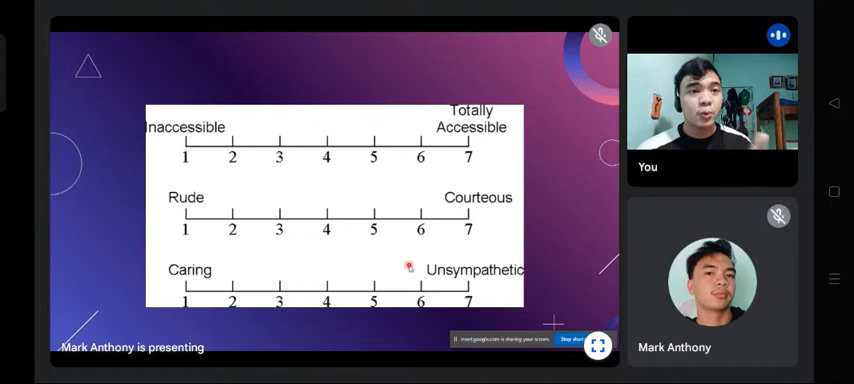 Inaccessible
Totally
Accessible
1 2 3 4 5 6 7
Rude Courteous
1 2 3 4 5 6 7
Caring Unsympathetic
1 2 3 4 5 6 7
meet.google.com is sharing your screen.
Stop sharing
Mark Anthony is presenting
You
Mark Anthony